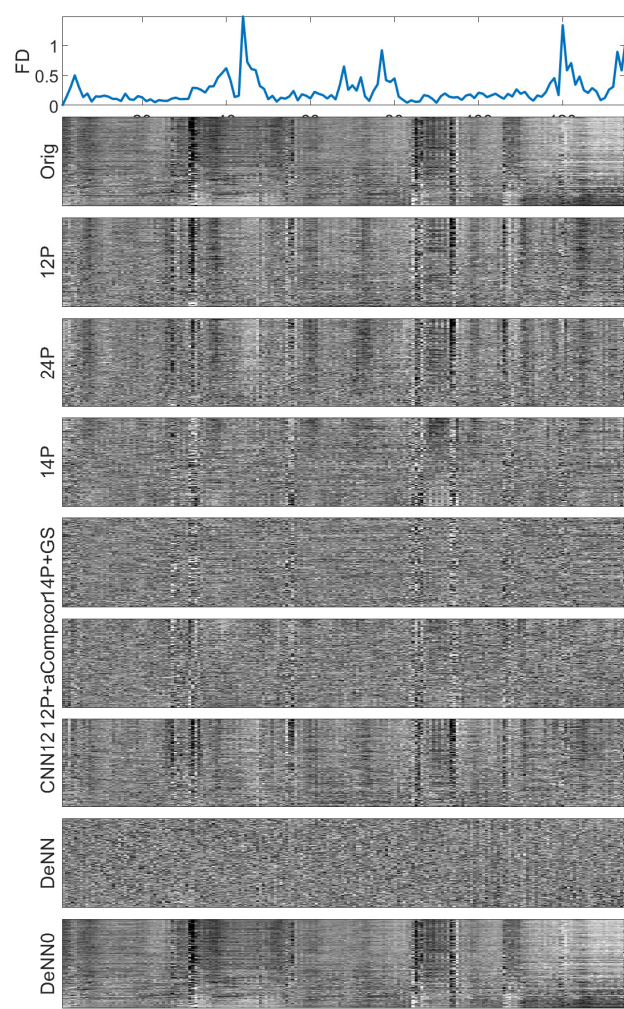 FD
1
0.5
0
Orig
12P
24P
14P
14P+GS
12P+aCompcor
CNN12
DeNN
DeNN0